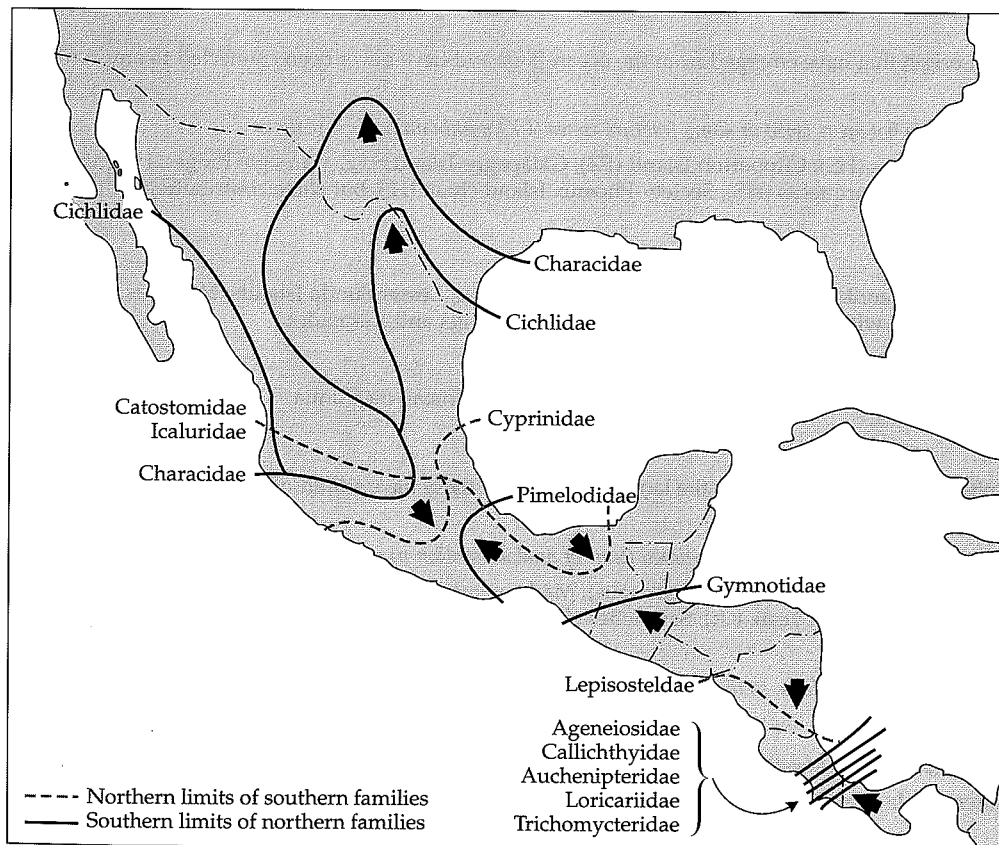 Cichlidae
Characidae
Cichlidae
Catostomidae
Icaluridae
Cyprinidae
Characidae
Pimelodidae
Gymnotidae
Lepisosteldae
Ageneiosidae
Callichthyidae
Auchenipteridae
Loricariidae
Trichomycteridae
Northern limits of southern families
Southern limits of northern families